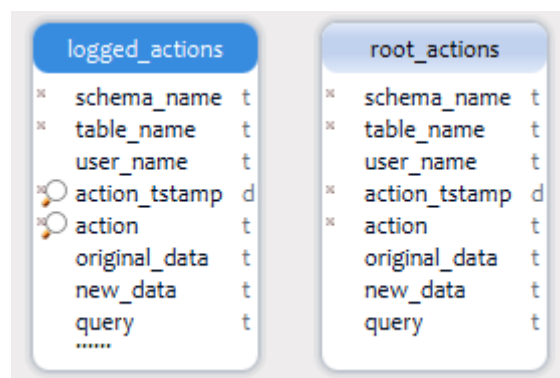 logged_actions
schema_name t
table_name t
user_name t
action_tstamp d
action t
original_data t
new_data t
query t
root_actions
schema_name t
table_name t
user_name t
action_tstamp d
action t
original_data t
new_data t
query t